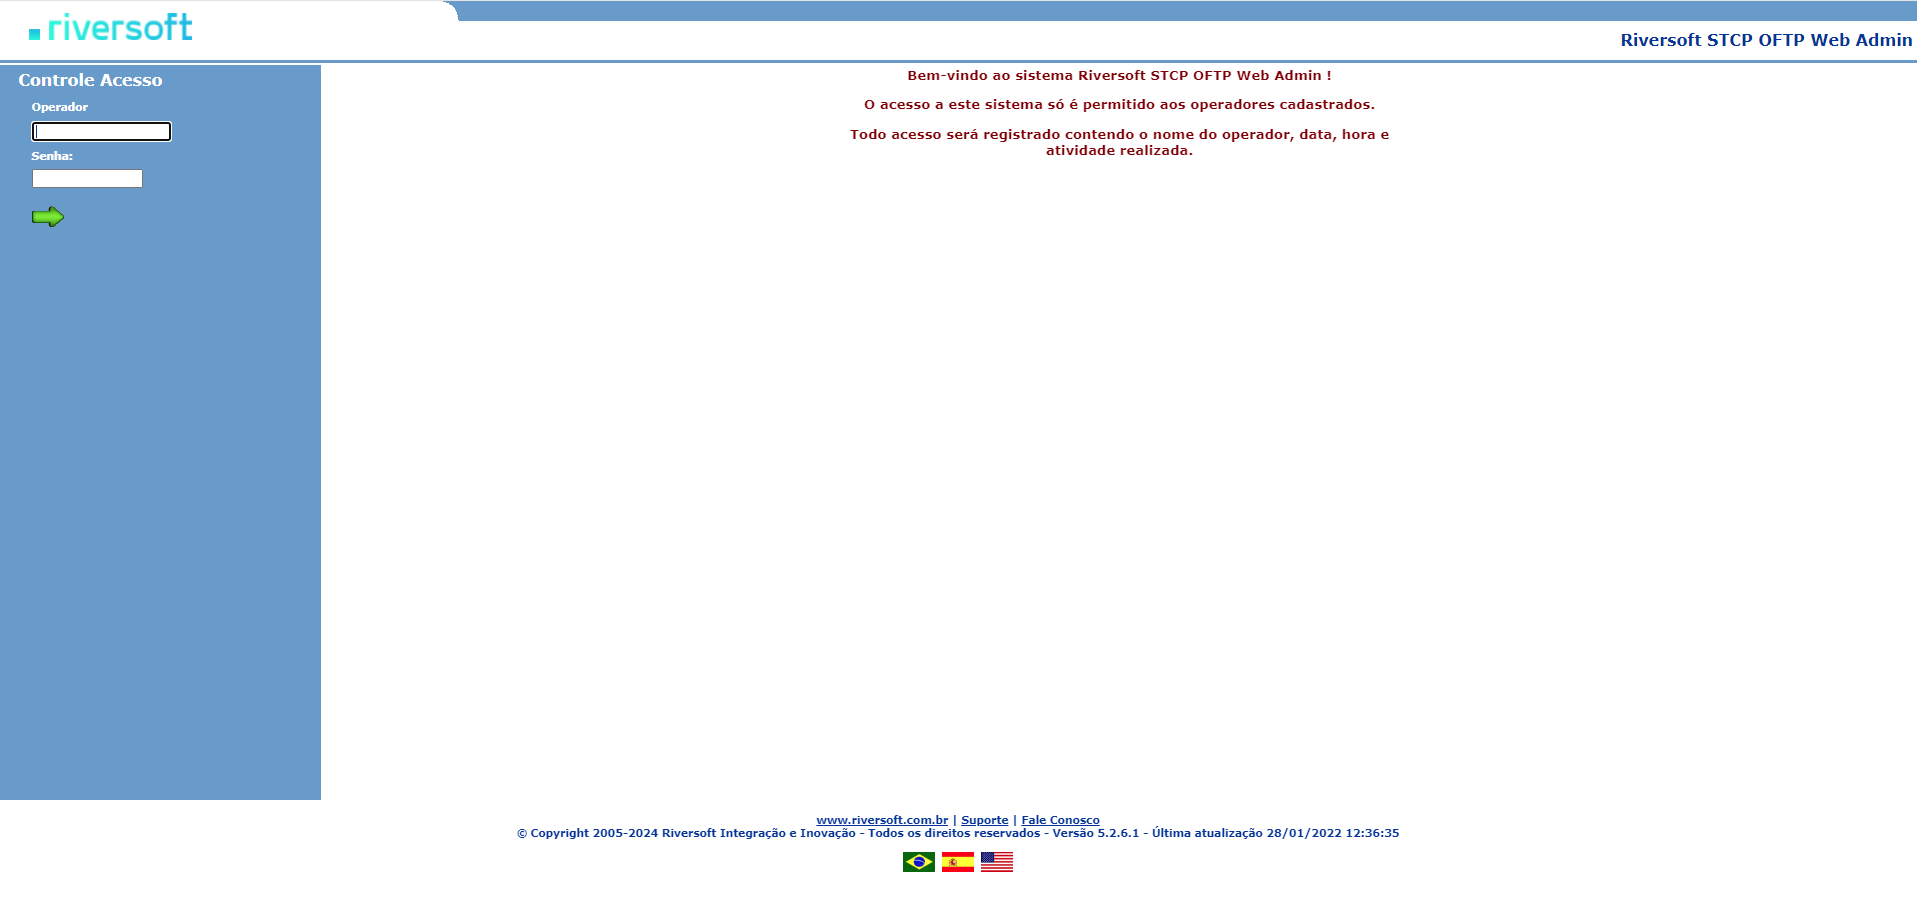 riversoft
Riversoft STCP OFTP Web Admin
Controle Acesso
Operador
Senha:
Bem-vindo ao sistema Riversoft STCP OFTP Web Admin !
O acesso a este sistema só é permitido aos operadores cadastrados.
Todo acesso será registrado contendo o nome do operador, data, hora e
atividade realizada.
www.riversoft.com.br | Suporte | Fale Conosco
© Copyright 2005-2024 Riversoft Integração e Inovação - Todos os direitos reservados - Versão 5.2.6.1 - Última atualização 28/01/2022 12:36:35